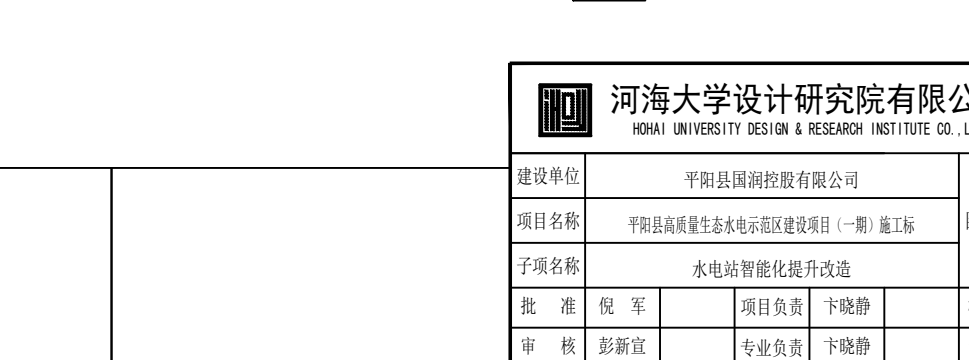 河海大学设计研究院有限
HOHAI UNIVERSITY DESIGN & RESEARCH INSTITUTE CO.,L
建设单位 平阳县国润控股有限公司
项目名称 平阳县高质量生态水电示范区建设项目（一期）施工标
子项名称 水电站智能化提升改造
批 准 倪 军 项目负责 卞晓静
审 核 彭新宣 专业负责 卞晓静